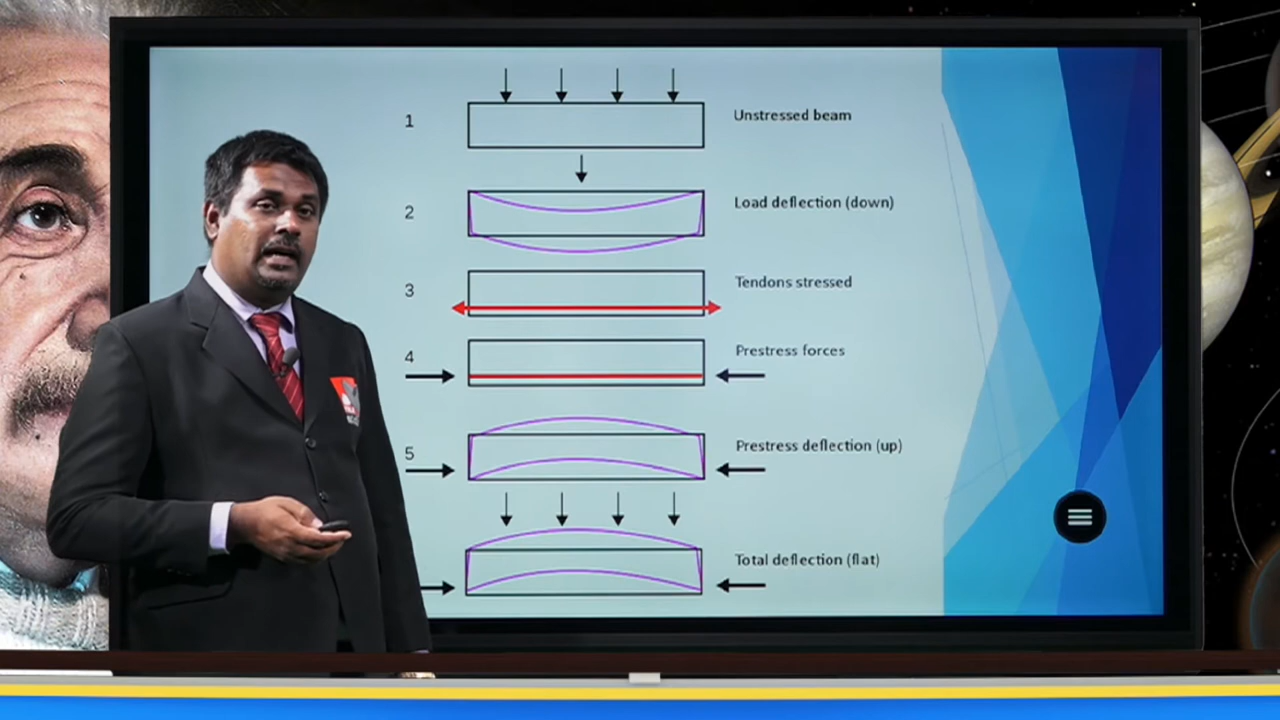 1 Unstressed beam
2 Load deflection (down)
3 Tendons stressed
4 Prestress forces
5 Prestress deflection (up)
Total deflection (flat)